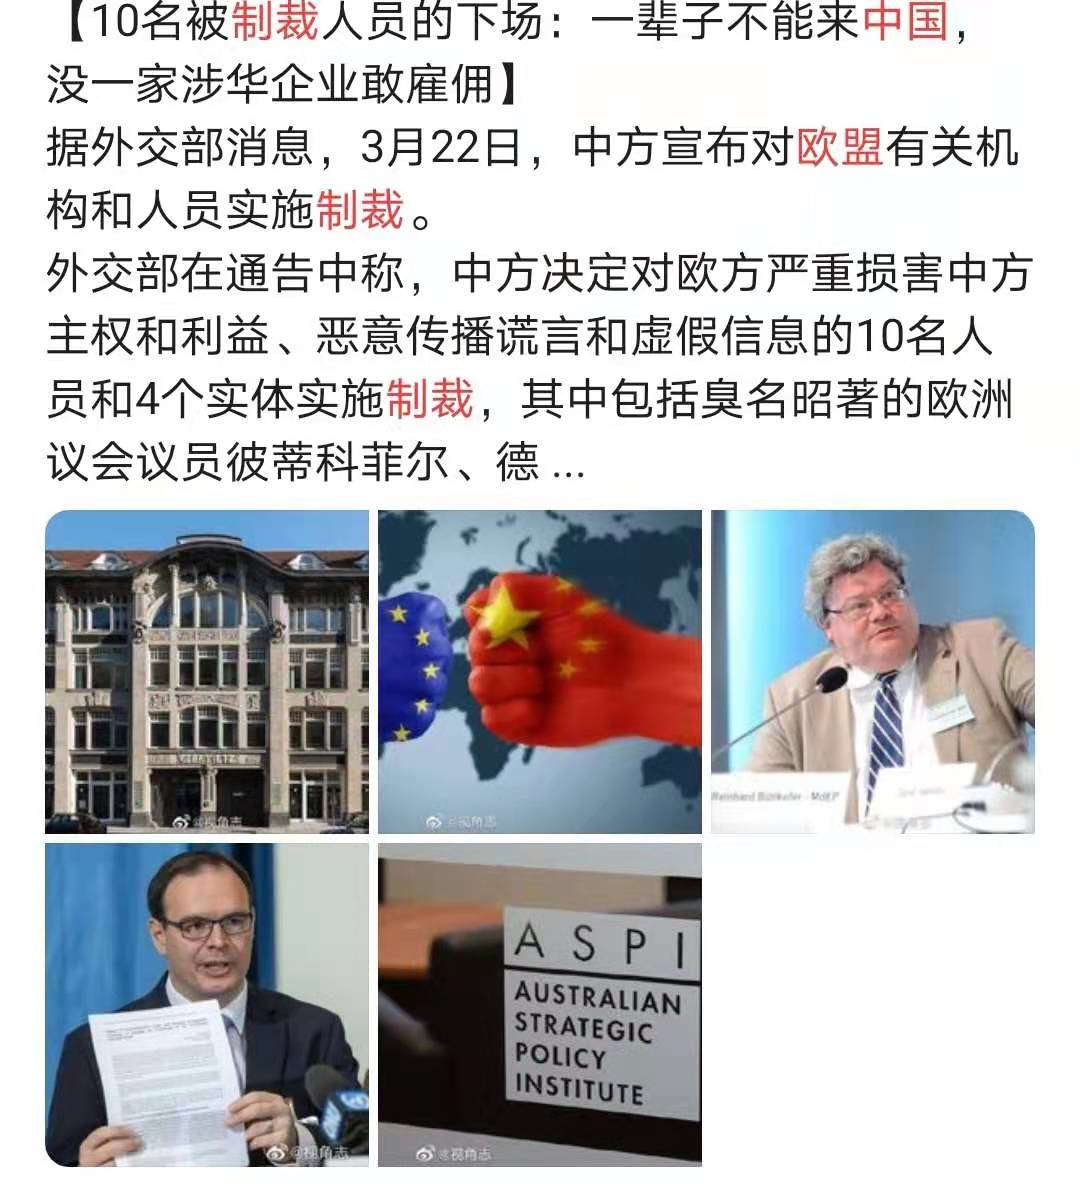 【10名被制裁人员的下场：一辈子不能来中国，
没一家涉华企业敢雇佣】
据外交部消息，3月22日，中方宣布对欧盟有关机
构和人员实施制裁。
外交部在通告中称，中方决定对欧方严重损害中方
主权和利益、恶意传播谎言和虚假信息的10名人
员和4个实体实施制裁，其中包括臭名昭著的欧洲
议会议员彼蒂科菲尔、德 ...
@视角志
@视角志
Reinhard Bütikofer - MdEP
ASPI
AUSTRALIAN
STRATEGIC
POLICY
INSTITUTE
@视角志
@视角志